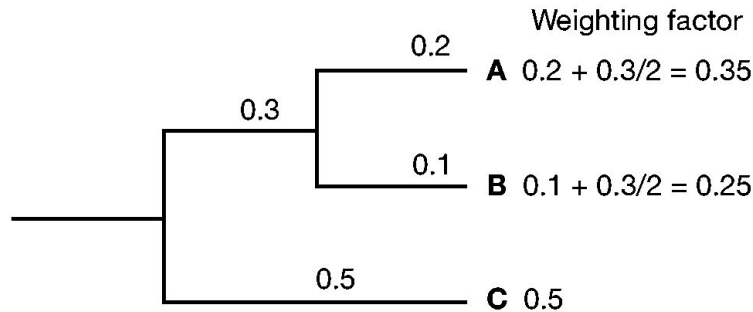 Weighting factor
0.2
A 0.2 + 0.3/2 = 0.35
0.3
0.1
B 0.1 + 0.3/2 = 0.25
0.5
C 0.5